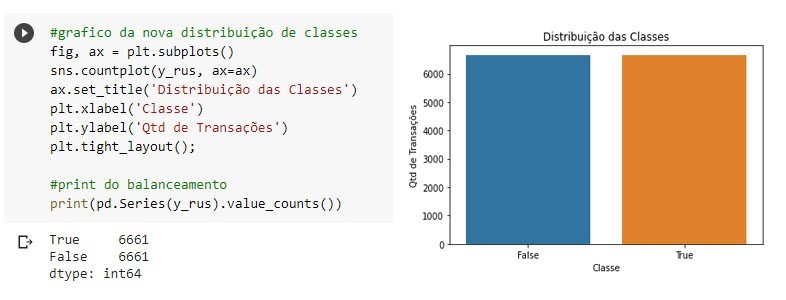 #grafico da nova distribuição de classes
fig, ax = plt.subplots()
sns.countplot(y_rus, ax=ax)
ax.set_title('Distribuição das Classes')
plt.xlabel('Classe')
plt.ylabel('Qtd de Transações')
plt.tight_layout();
#print do balanceamento
print(pd.Series(y_rus).value_counts())
True 6661
False 6661
dtype: int64
Distribuição das Classes
Qtd de Transações
6000
5000
4000
3000
2000
1000
0
False True
Classe